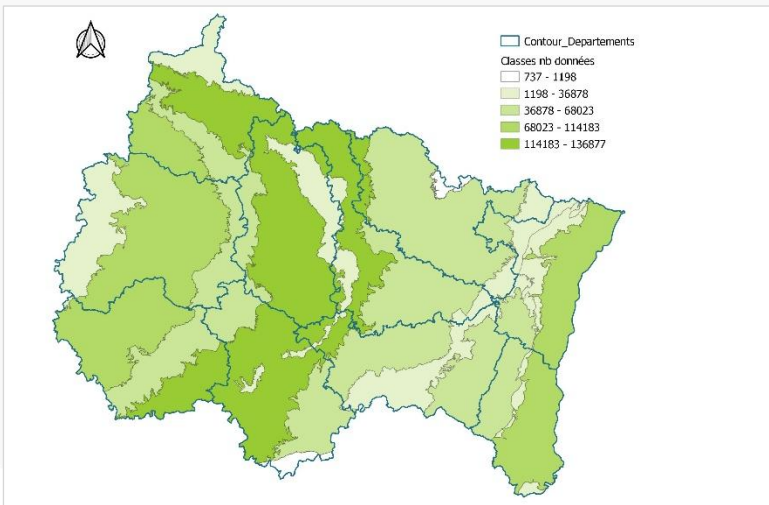 Contour_Departements
Classes nb données
737 - 1198
1198 - 36878
36878 - 68023
68023 - 114183
114183 - 136877